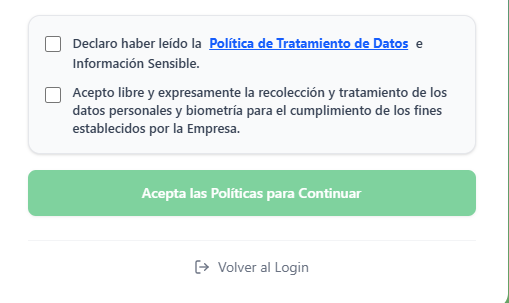 Declaro haber leído la Política de Tratamiento de Datos e
Información Sensible.
Acepto libre y expresamente la recolección y tratamiento de los
datos personales y biometría para el cumplimiento de los fines
establecidos por la Empresa.
Acepta las Políticas para Continuar
Volver al Login